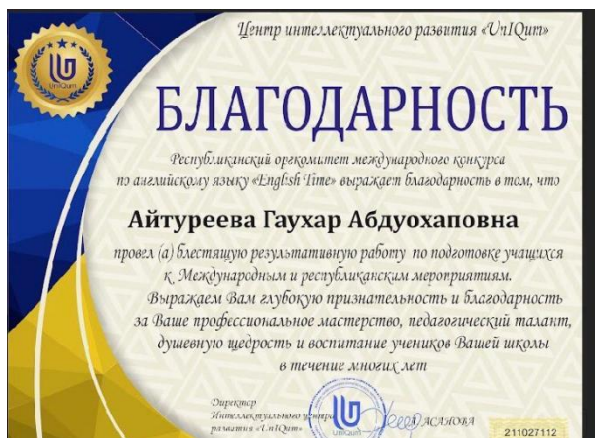 Центр интеллектуального развития «UnIQum»
UnIQum
БЛАГОДАРНОСТЬ
Республиканский оргкомитет международного конкурса
по английскому языку «English Time» выражает благодарность в том, что
Айтуреева Гаухар Абдуохаповна
провел (а) блестящую результативную работу по подготовке учащихся
к Международным и республиканским мероприятиям.
Выражаем Вам глубокую признательность и благодарность
за Ваше профессиональное мастерство, педагогический талант,
душевную щедрость и воспитание учеников Вашей школы
в течение многих лет
Директор
Интеллектуального центра
развития «UnIQum»
UNIQUM
АСАНОВА
211027112